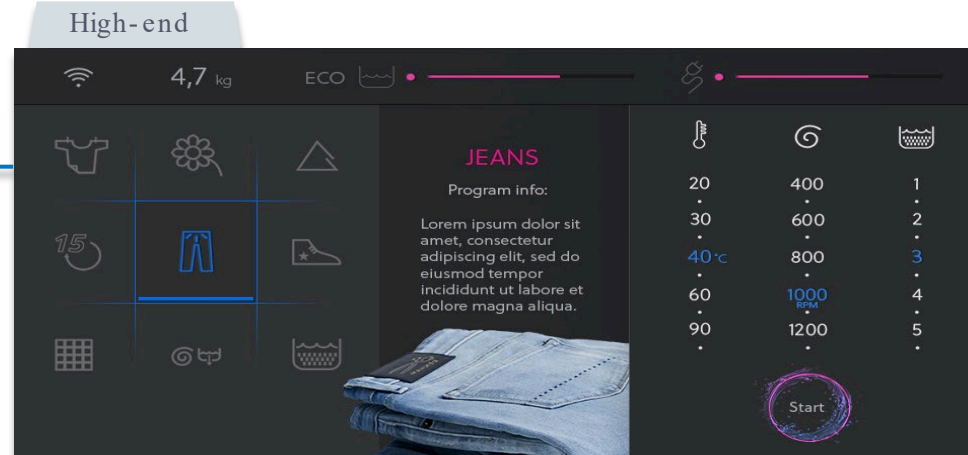 High-end
4,7 kg
ECO
JEANS
Program info:
Lorem ipsum dolor sit
amet, consectetur
adipiscing elit, sed do
eiusmod tempor
incididunt ut labore et
dolore magna aliqua.
15
20 400 1
30 600 2
40 °C 800 3
60 1000 4
RPM
90 1200 5
Start